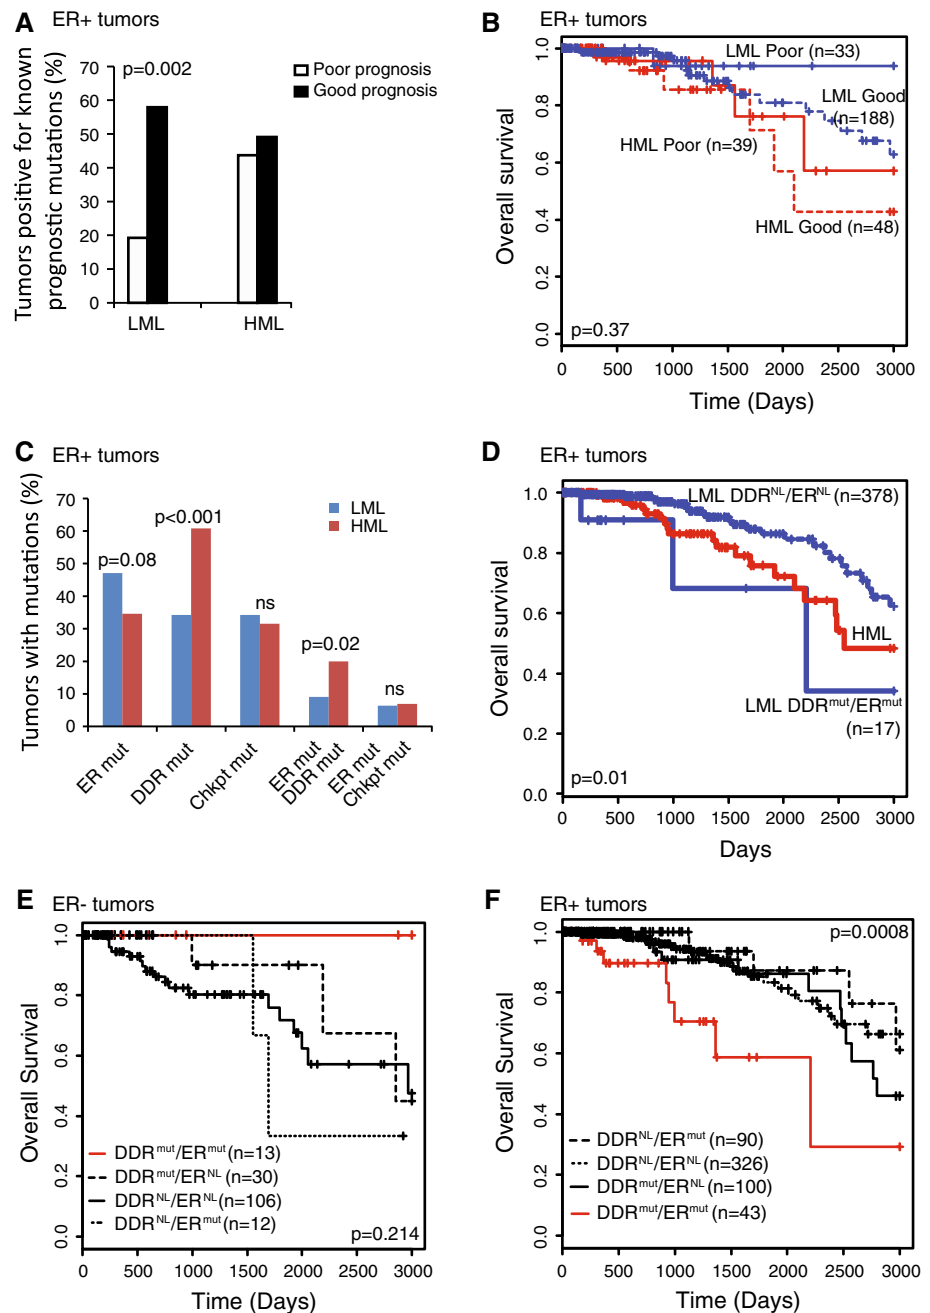 A ER+ tumors
Tumors positive for known
prognostic mutations (%)
70
60
50
40
30
20
10
0
p=0.002
Poor prognosis
Good prognosis
LML HML
B ER+ tumors
Overall survival
1.0
0.8
0.6
0.4
0.2
0.0
LML Poor (n=33)
LML Good
(n=188)
HML Poor (n=39)
HML Good (n=48)
p=0.37
0 500 1000 1500 2000 2500 3000
Time (Days)
C ER+ tumors
Tumors with mutations (%)
70
60
50
40
30
20
10
0
p=0.08
p<0.001
ns
p=0.02
ns
LML
HML
ER mut
DDR mut
Chkpt mut
ER mut
DDR mut
ER mut
Chkpt mut
D ER+ tumors
Overall survival
1.0
0.8
0.6
0.4
0.2
0.0
LML DDR^NL/ER^NL (n=378)
HML
LML DDR^mut/ER^mut
(n=17)
p=0.01
0 500 1000 1500 2000 2500 3000
Days
E ER- tumors
Overall Survival
1.0
0.8
0.6
0.4
0.2
0.0
DDR^mut/ER^mut (n=13)
DDR^mut/ER^NL (n=30)
DDR^NL/ER^NL (n=106)
DDR^NL/ER^mut (n=12)
p=0.214
0 500 1000 1500 2000 2500 3000
Time (Days)
F ER+ tumors
Overall Survival
1.0
0.8
0.6
0.4
0.2
0.0
p=0.0008
DDR^NL/ER^mut (n=90)
DDR^NL/ER^NL (n=326)
DDR^mut/ER^NL (n=100)
DDR^mut/ER^mut (n=43)
0 500 1000 1500 2000 2500 3000
Time (Days)